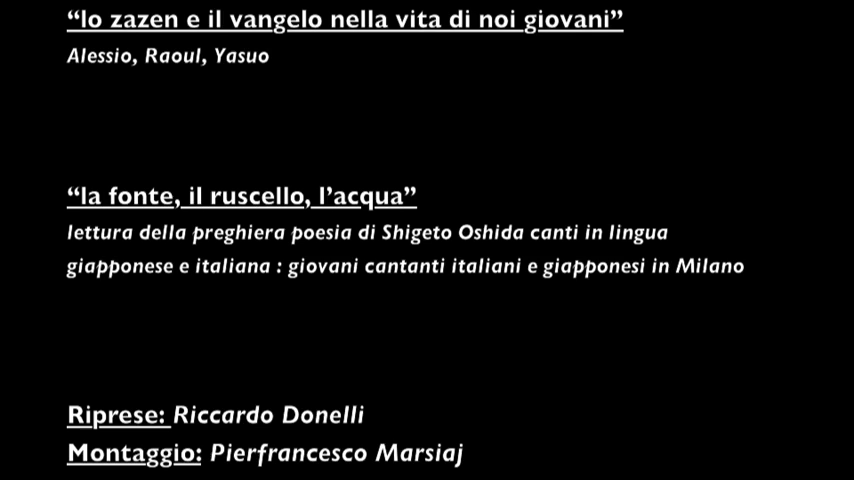 “lo zazen e il vangelo nella vita di noi giovani”
Alessio, Raoul, Yasuo
“la fonte, il ruscello, l’acqua”
lettura della preghiera poesia di Shigeto Oshida canti in lingua
giapponese e italiana : giovani cantanti italiani e giapponesi in Milano
Riprese: Riccardo Donelli
Montaggio: Pierfrancesco Marsiaj